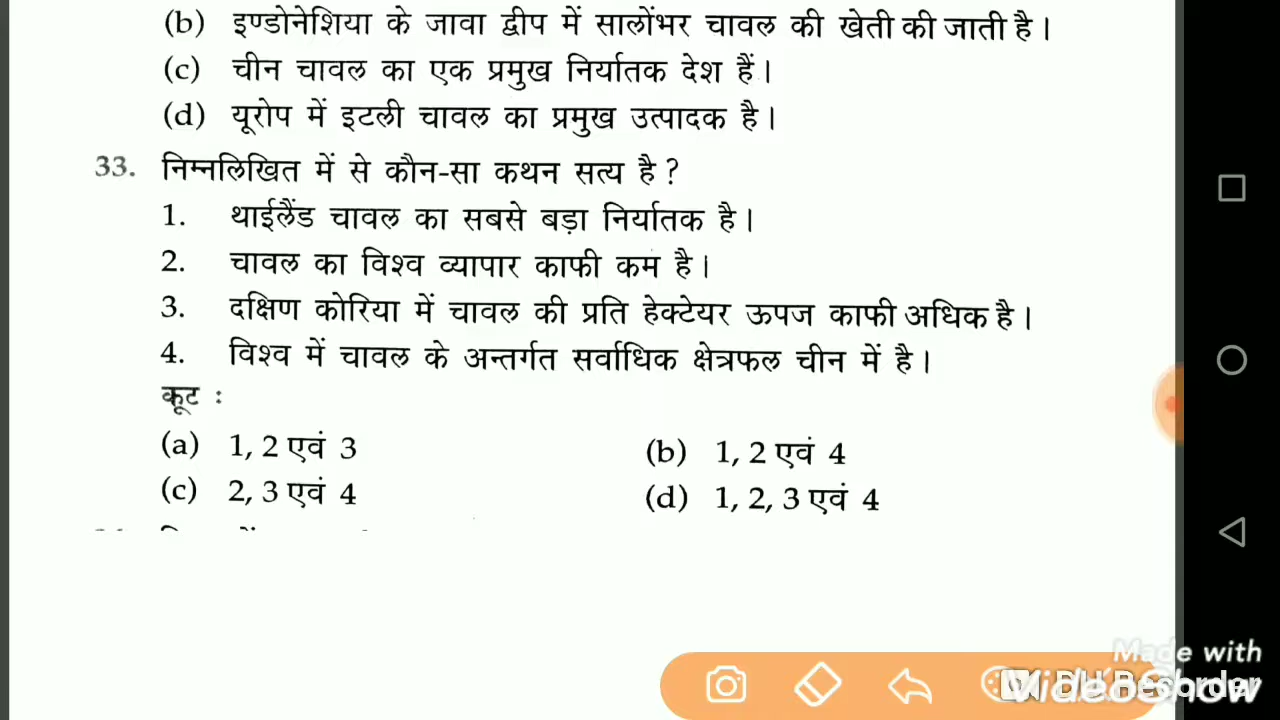 (b) इण्डोनेशिया के जावा द्वीप में सालोंभर चावल की खेती की जाती है।
(c) चीन चावल का एक प्रमुख निर्यातक देश हैं।
(d) यूरोप में इटली चावल का प्रमुख उत्पादक है।
33. निम्नलिखित में से कौन-सा कथन सत्य है?
1. थाईलैंड चावल का सबसे बड़ा निर्यातक है।
2. चावल का विश्व व्यापार काफी कम है।
3. दक्षिण कोरिया में चावल की प्रति हेक्टेयर ऊपज काफी अधिक है।
4. विश्व में चावल के अन्तर्गत सर्वाधिक क्षेत्रफल चीन में है।
कूट :
(a) 1, 2 एवं 3
(b) 1, 2 एवं 4
(c) 2, 3 एवं 4
(d) 1, 2, 3 एवं 4
Made with
VideoShow
DU Recorder